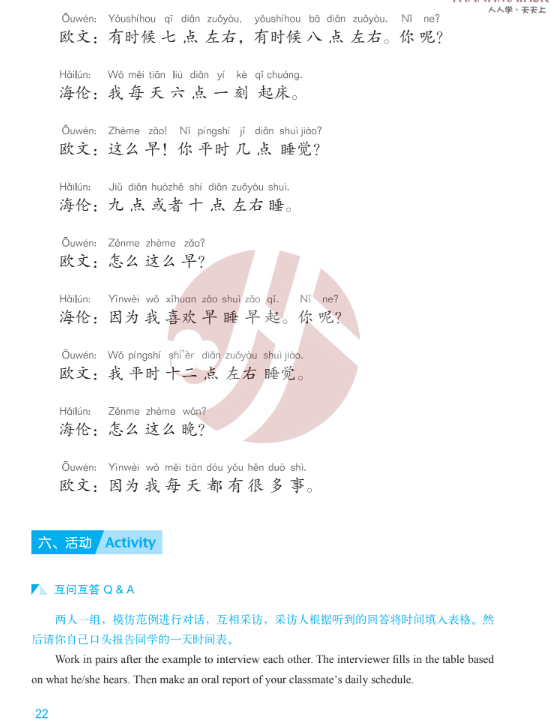 人人学·天天上
Ōuwén: Yǒushíhou qī diǎn zuǒyòu, yǒushíhou bā diǎn zuǒyòu. Nǐ ne?
欧文：有时候七点左右，有时候八点左右。你呢？
Hǎilún: Wǒ měi tiān liù diǎn yí kè qǐ chuáng.
海伦：我每天六点一刻起床。
Ōuwén: Zhème zǎo! Nǐ píngshí jǐ diǎn shuì jiào?
欧文：这么早！你平时几点睡觉？
Hǎilún: Jiǔ diǎn huòzhě shí diǎn zuǒyòu shuì.
海伦：九点或者十点左右睡。
Ōuwén: Zěnme zhème zǎo?
欧文：怎么这么早？
Hǎilún: Yīnwèi wǒ xǐhuan zǎo shuì zǎo qǐ. Nǐ ne?
海伦：因为我喜欢早睡早起。你呢？
Ōuwén: Wǒ píngshí shí'èr diǎn zuǒyòu shuì jiào.
欧文：我平时十二点左右睡觉。
Hǎilún: Zěnme zhème wǎn?
海伦：怎么这么晚？
Ōuwén: Yīnwèi wǒ měi tiān dōu yǒu hěn duō shì.
欧文：因为我每天都有很多事。
六、活动 Activity
互问互答 Q & A
两人一组，模仿范例进行对话，互相采访，采访人根据听到的回答将时间填入表格。然
后请你自己口头报告同学的一天时间表。
Work in pairs after the example to interview each other. The interviewer fills in the table based
on what he/she hears. Then make an oral report of your classmate's daily schedule.
22